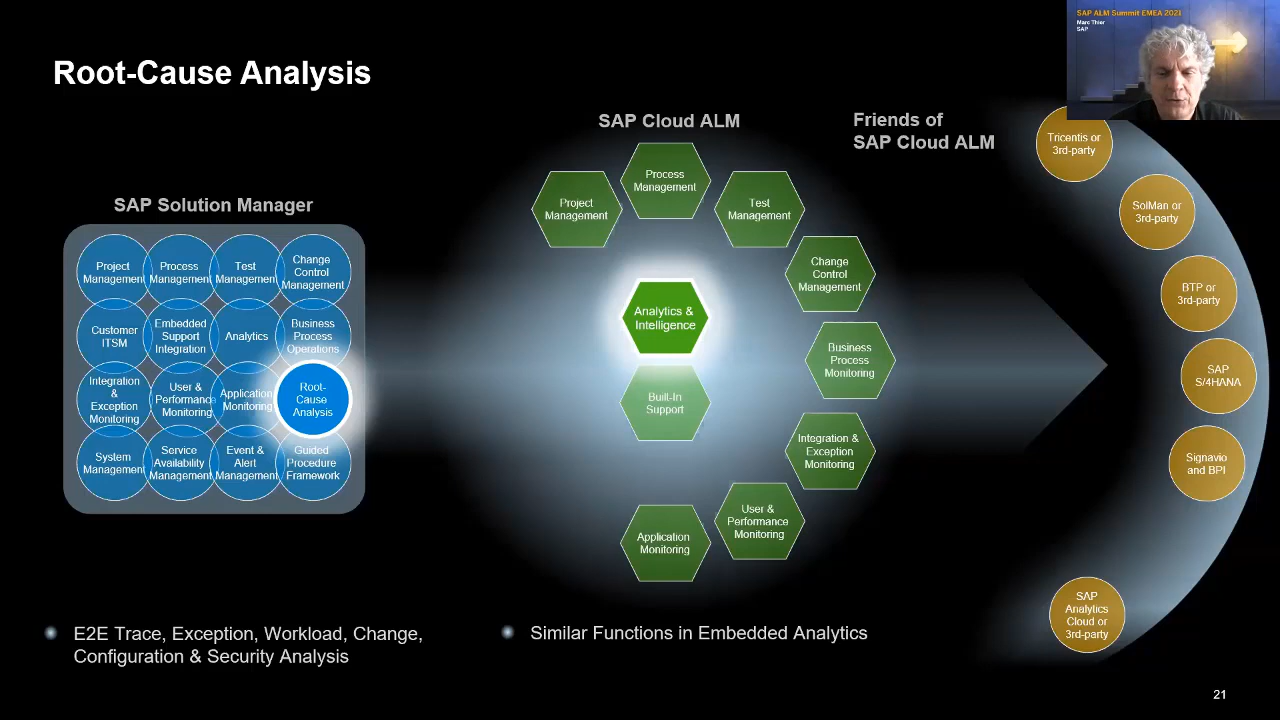 SAP ALM Summit EMEA 2021
Marc Thier
SAP
Root-Cause Analysis
SAP Solution Manager
Project
Management
Process
Management
Test
Management
Change
Control
Management
Customer
ITSM
Embedded
Support
Integration
Analytics
Business
Process
Operations
Integration
&
Exception
Monitoring
User &
Performance
Monitoring
Application
Monitoring
Root-
Cause
Analysis
System
Management
Service
Availability
Management
Event &
Alert
Management
Guided
Procedure
Framework
SAP Cloud ALM
Project
Management
Process
Management
Test
Management
Change
Control
Management
Analytics &
Intelligence
Business
Process
Monitoring
Built-In
Support
Integration &
Exception
Monitoring
User &
Performance
Monitoring
Application
Monitoring
Friends of
SAP Cloud ALM
Tricentis or
3rd-party
SolMan or
3rd-party
BTP or
3rd-party
SAP
S/4HANA
Signavio
and BPI
SAP
Analytics
Cloud or
3rd-party
E2E Trace, Exception, Workload, Change,
Configuration & Security Analysis
Similar Functions in Embedded Analytics
21